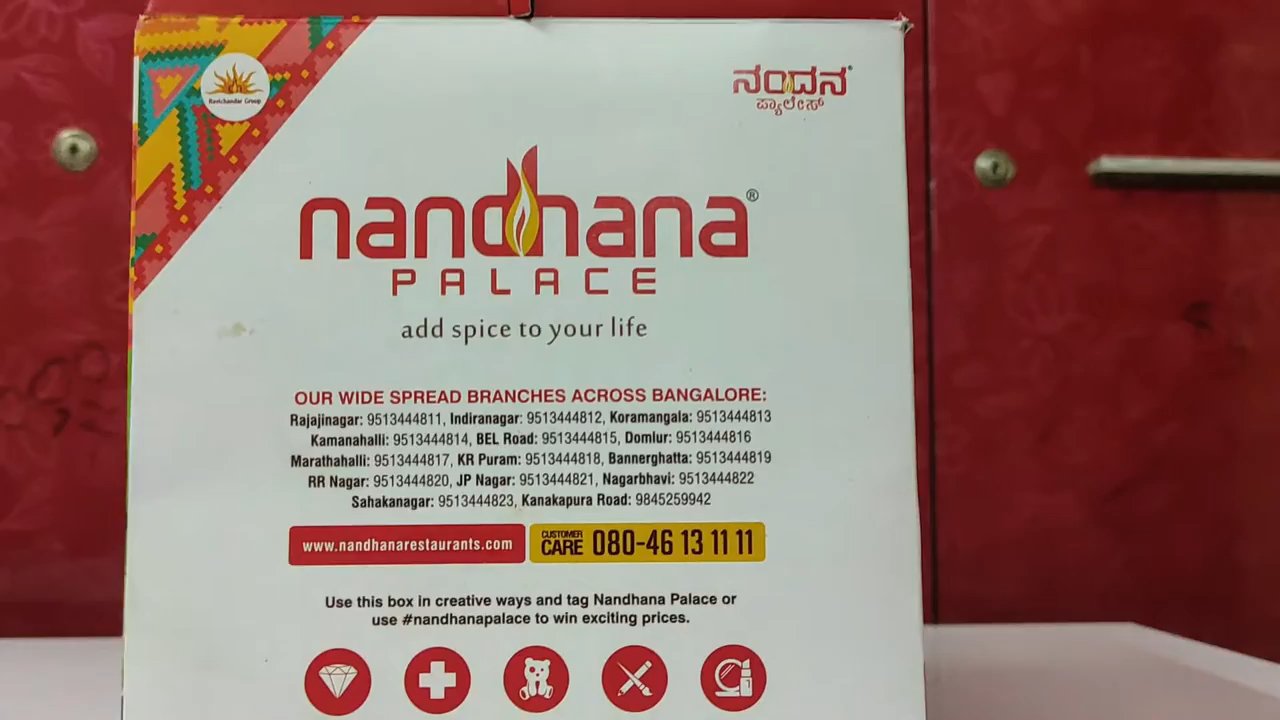 Ravichandar Group
ನಂದನ
ಪ್ಯಾಲೇಸ್
nandhana®
PALACE
add spice to your life
OUR WIDE SPREAD BRANCHES ACROSS BANGALORE:
Rajajinagar: 9513444811, Indiranagar: 9513444812, Koramangala: 9513444813
Kamanahalli: 9513444814, BEL Road: 9513444815, Domlur: 9513444816
Marathahalli: 9513444817, KR Puram: 9513444818, Bannerghatta: 9513444819
RR Nagar: 9513444820, JP Nagar: 9513444821, Nagarbhavi: 9513444822
Sahakanagar: 9513444823, Kanakapura Road: 9845259942
www.nandhanarestaurants.com CUSTOMER CARE 080-46 13 11 11
Use this box in creative ways and tag Nandhana Palace or
use #nandhanapalace to win exciting prices.